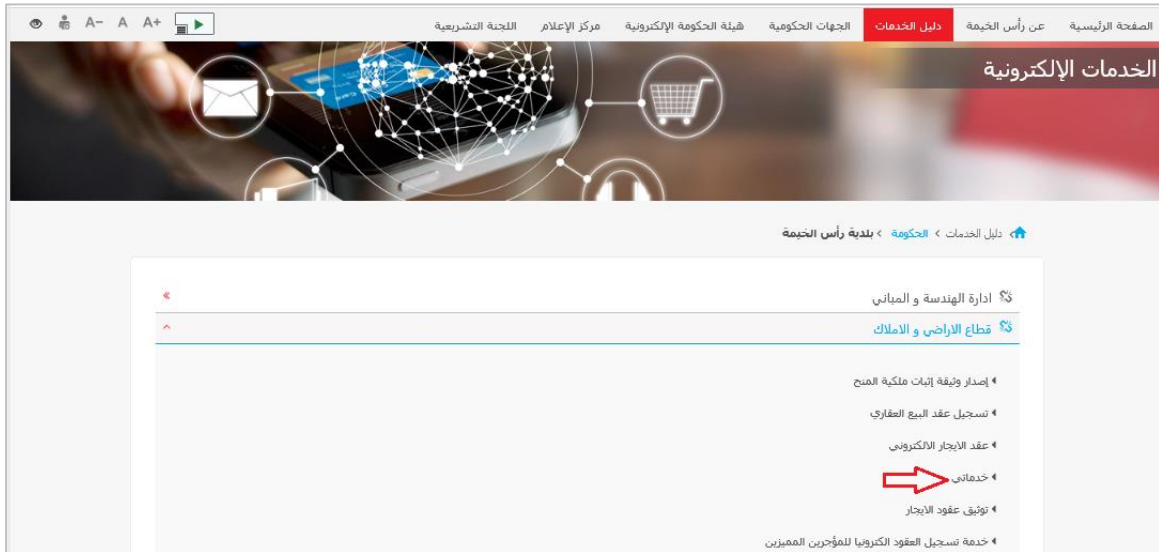 الصفحة الرئيسية عن رأس الخيمة دليل الخدمات الجهات الحكومية هيئة الحكومة الإلكترونية مركز الإعلام اللجنة التشريعية A+ A A-
الخدمات الإلكترونية
دليل الخدمات > الحكومة > بلدية رأس الخيمة
ادارة الهندسة و المباني
قطاع الاراضي و الاملاك
إصدار وثيقة إثبات ملكية المنح
تسجيل عقد البيع العقاري
عقد الايجار الالكتروني
خدماتي
توثيق عقود الايجار
خدمة تسجيل العقود الكترونيا للمؤجرين المميزين